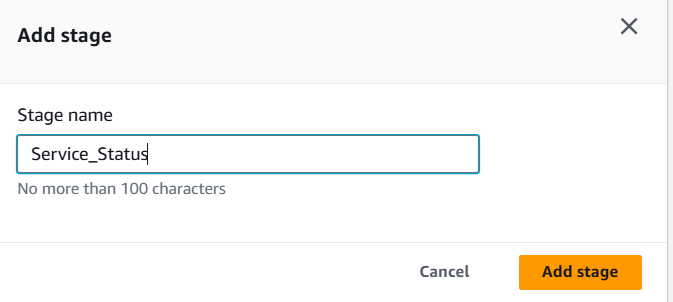 Add stage
Stage name
Service_Status
No more than 100 characters
Cancel
Add stage